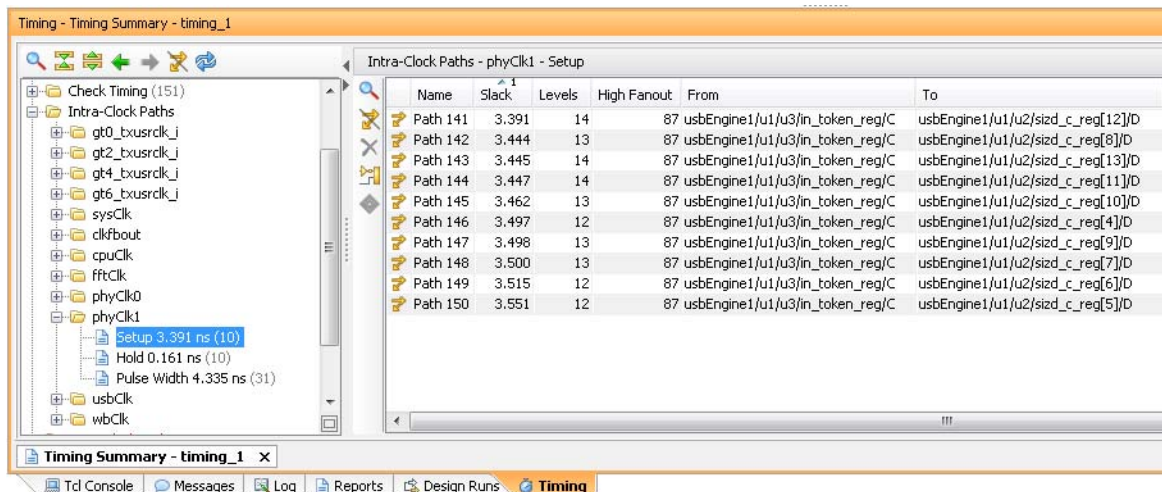 Timing - Timing Summary - timing_1
Intra-Clock Paths - phyClk1 - Setup
Check Timing (151)
Intra-Clock Paths
gt0_txusrclk_i
gt2_txusrclk_i
gt4_txusrclk_i
gt6_txusrclk_i
sysClk
clkfbout
cpuClk
fftClk
phyClk0
phyClk1
Setup 3.391 ns (10)
Hold 0.161 ns (10)
Pulse Width 4.335 ns (31)
usbClk
wbClk
Name Slack 1 Levels High Fanout From To
Path 141 3.391 14 87 usbEngine1/u1/u3/in_token_reg/C usbEngine1/u1/u2/sizd_c_reg[12]/D
Path 142 3.444 13 87 usbEngine1/u1/u3/in_token_reg/C usbEngine1/u1/u2/sizd_c_reg[8]/D
Path 143 3.445 14 87 usbEngine1/u1/u3/in_token_reg/C usbEngine1/u1/u2/sizd_c_reg[13]/D
Path 144 3.447 14 87 usbEngine1/u1/u3/in_token_reg/C usbEngine1/u1/u2/sizd_c_reg[11]/D
Path 145 3.462 13 87 usbEngine1/u1/u3/in_token_reg/C usbEngine1/u1/u2/sizd_c_reg[10]/D
Path 146 3.497 12 87 usbEngine1/u1/u3/in_token_reg/C usbEngine1/u1/u2/sizd_c_reg[4]/D
Path 147 3.498 13 87 usbEngine1/u1/u3/in_token_reg/C usbEngine1/u1/u2/sizd_c_reg[9]/D
Path 148 3.500 13 87 usbEngine1/u1/u3/in_token_reg/C usbEngine1/u1/u2/sizd_c_reg[7]/D
Path 149 3.515 12 87 usbEngine1/u1/u3/in_token_reg/C usbEngine1/u1/u2/sizd_c_reg[6]/D
Path 150 3.551 12 87 usbEngine1/u1/u3/in_token_reg/C usbEngine1/u1/u2/sizd_c_reg[5]/D
Timing Summary - timing_1
Tcl Console Messages Log Reports Design Runs Timing